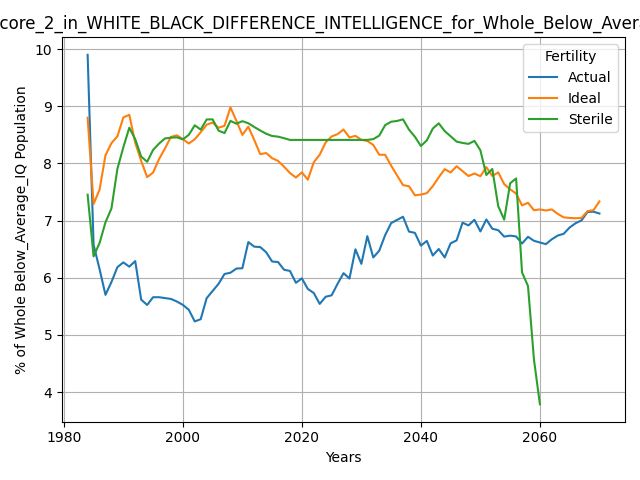 core_2_in_WHITE_BLACK_DIFFERENCE_INTELLIGENCE_for_Whole_Below_Avera
% of Whole Below_Average_IQ Population
10
9
8
7
6
5
4
Fertility
Actual
Ideal
Sterile
1980
2000
2020
2040
2060
Years